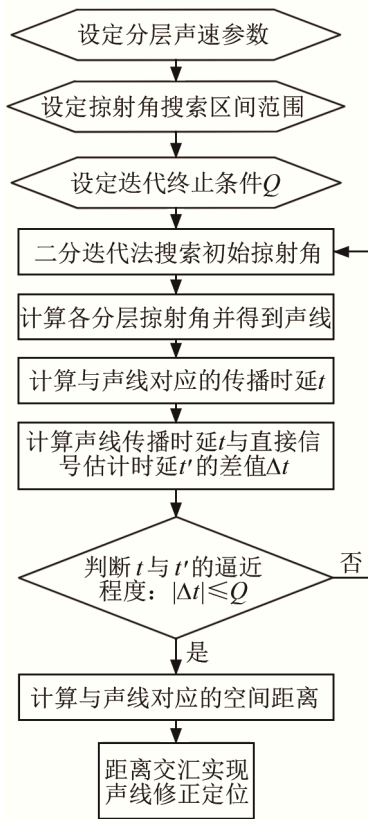 设定分层声速参数
设定掠射角搜索区间范围
设定迭代终止条件Q
二分迭代法搜索初始掠射角
计算各分层掠射角并得到声线
计算与声线对应的传播时延t
计算声线传播时延t与直接信
号估计时延t′的差值Δt
判断t与t′的逼近
程度：|Δt|≤Q
否
是
计算与声线对应的空间距离
距离交汇实现
声线修正定位